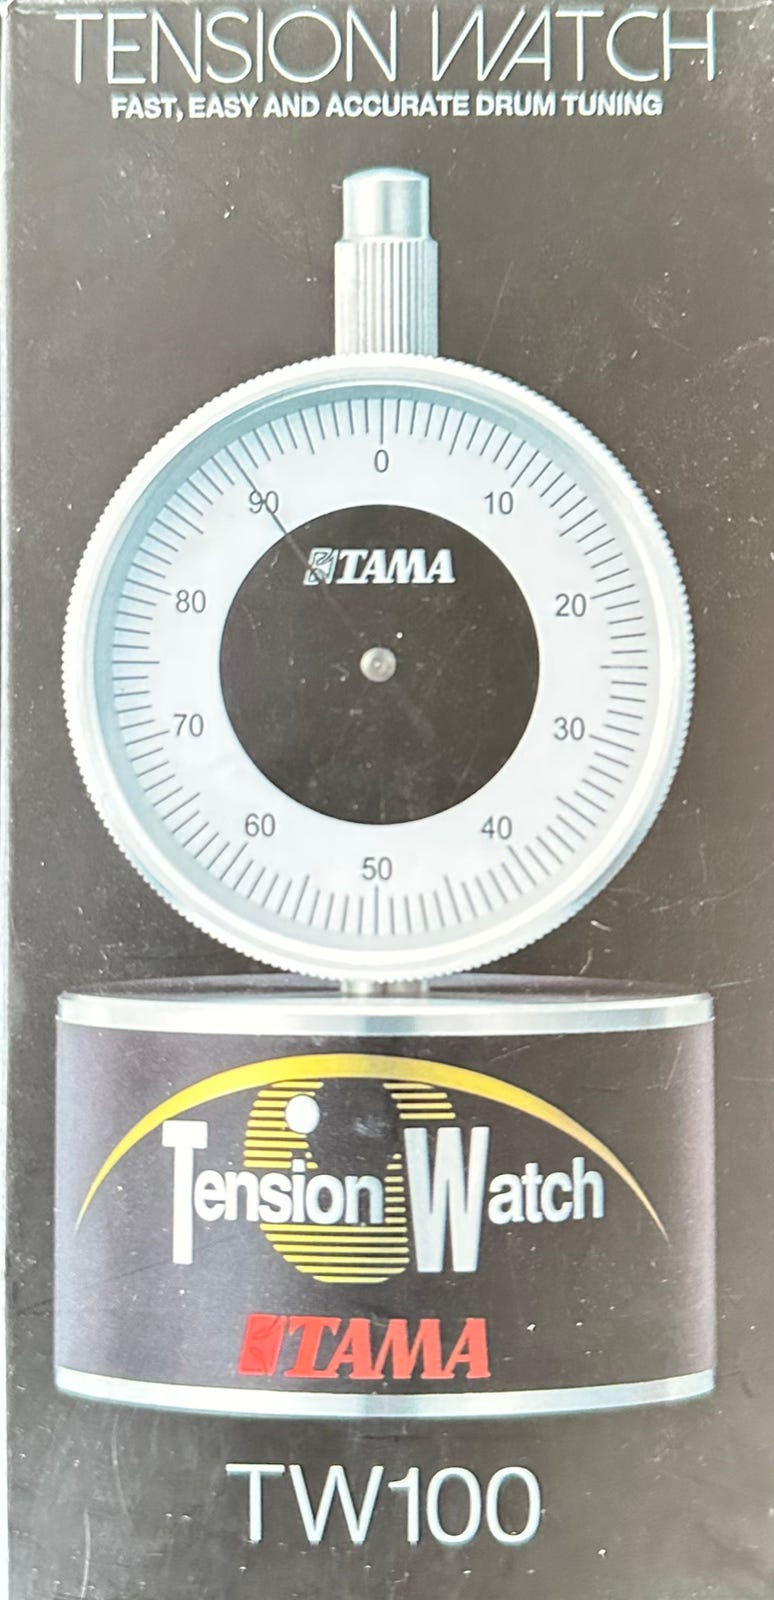 TENSION WATCH
FAST, EASY AND ACCURATE DRUM TUNING
0
90 10
TAMA
80 20
70 30
60 40
50
Tension Watch
TAMA
TW100